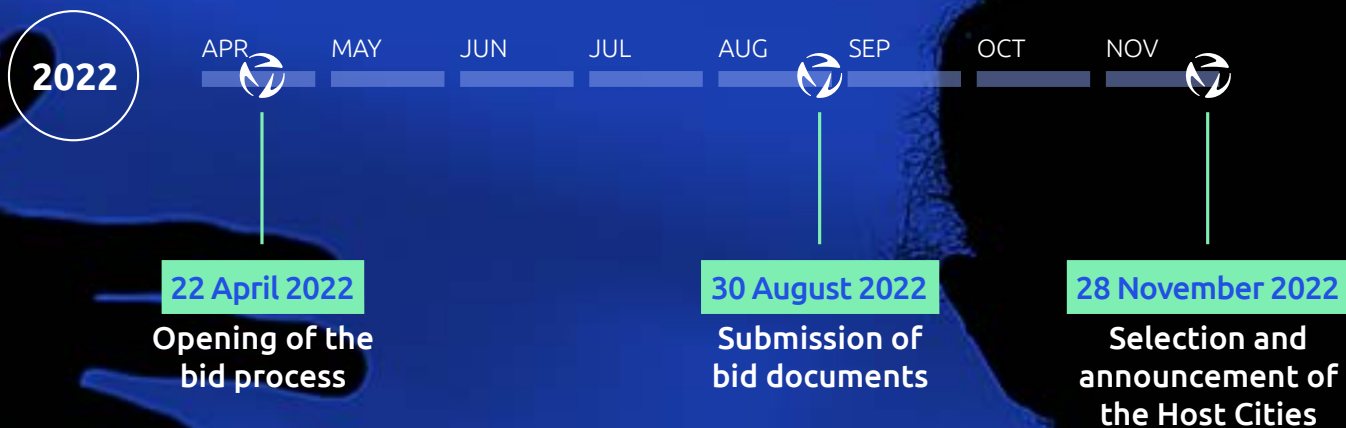 2022
APR MAY JUN JUL AUG SEP OCT NOV
22 April 2022
Opening of the
bid process
30 August 2022
Submission of
bid documents
28 November 2022
Selection and
announcement of
the Host Cities